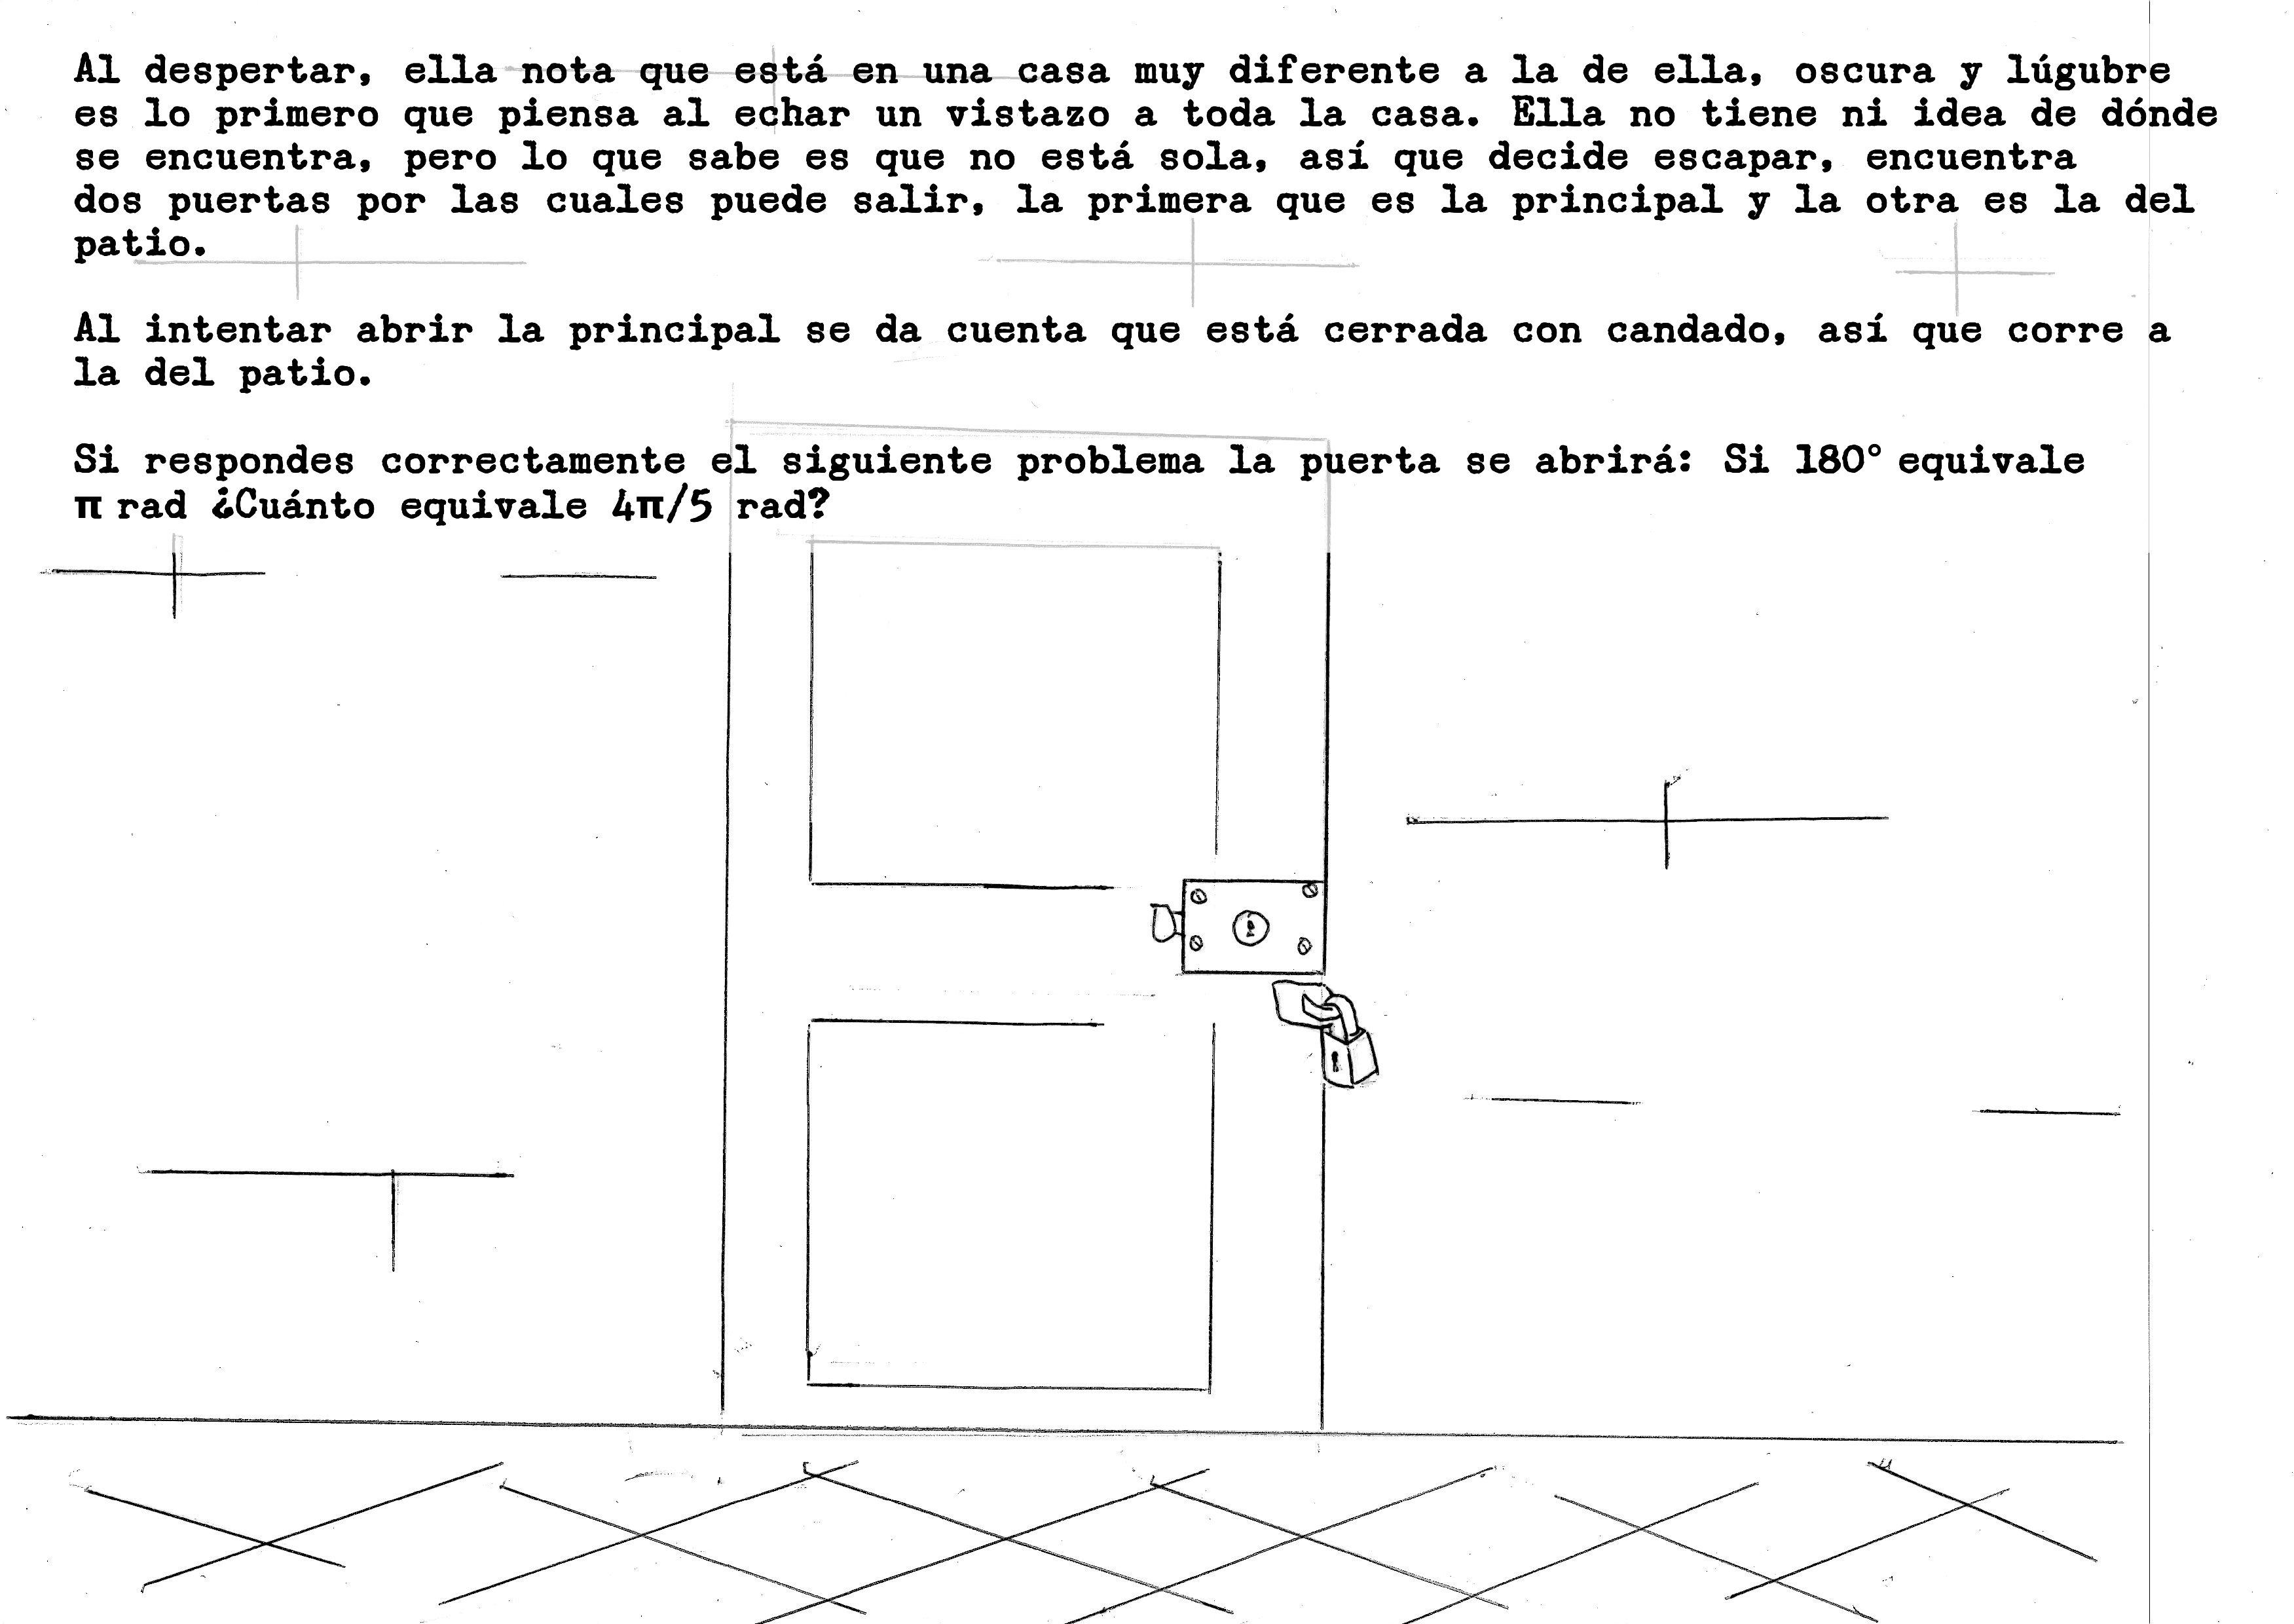 Al despertar, ella nota que está en una casa muy diferente a la de ella, oscura y lúgubre
es lo primero que piensa al echar un vistazo a toda la casa. Ella no tiene ni idea de dónde
se encuentra, pero lo que sabe es que no está sola, así que decide escapar, encuentra
dos puertas por las cuales puede salir, la primera que es la principal y la otra es la del
patio.
Al intentar abrir la principal se da cuenta que está cerrada con candado, así que corre a
la del patio.
Si respondes correctamente el siguiente problema la puerta se abrirá: Si 180° equivale
π rad ¿Cuánto equivale 4π/5 rad?